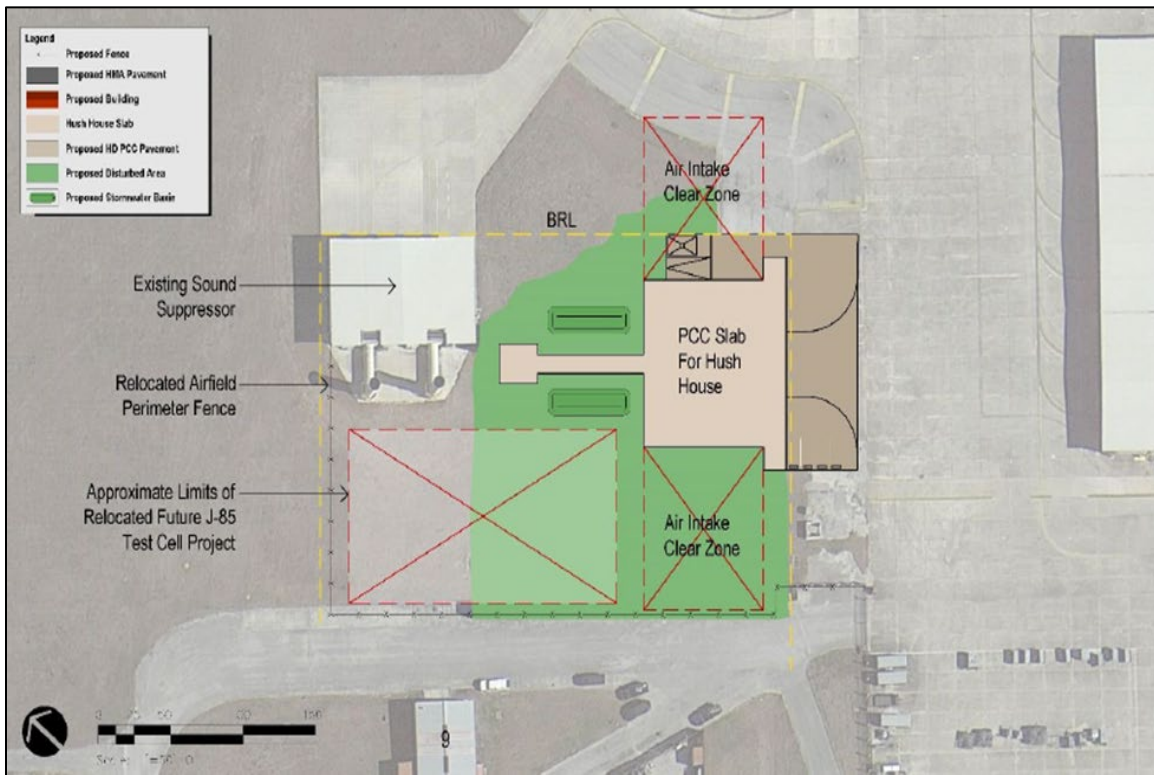 Legend
Proposed Fence
Proposed HMA Pavement
Proposed Building
Hush House Slab
Proposed HD PCC Pavement
Proposed Disturbed Area
Proposed Stormwater Basin
Air Intake
Clear Zone
BRL
Existing Sound
Suppressor
PCC Slab
For Hush
House
Relocated Airfield
Perimeter Fence
Approximate Limits of
Relocated Future J-85
Test Cell Project
Air Intake
Clear Zone
9